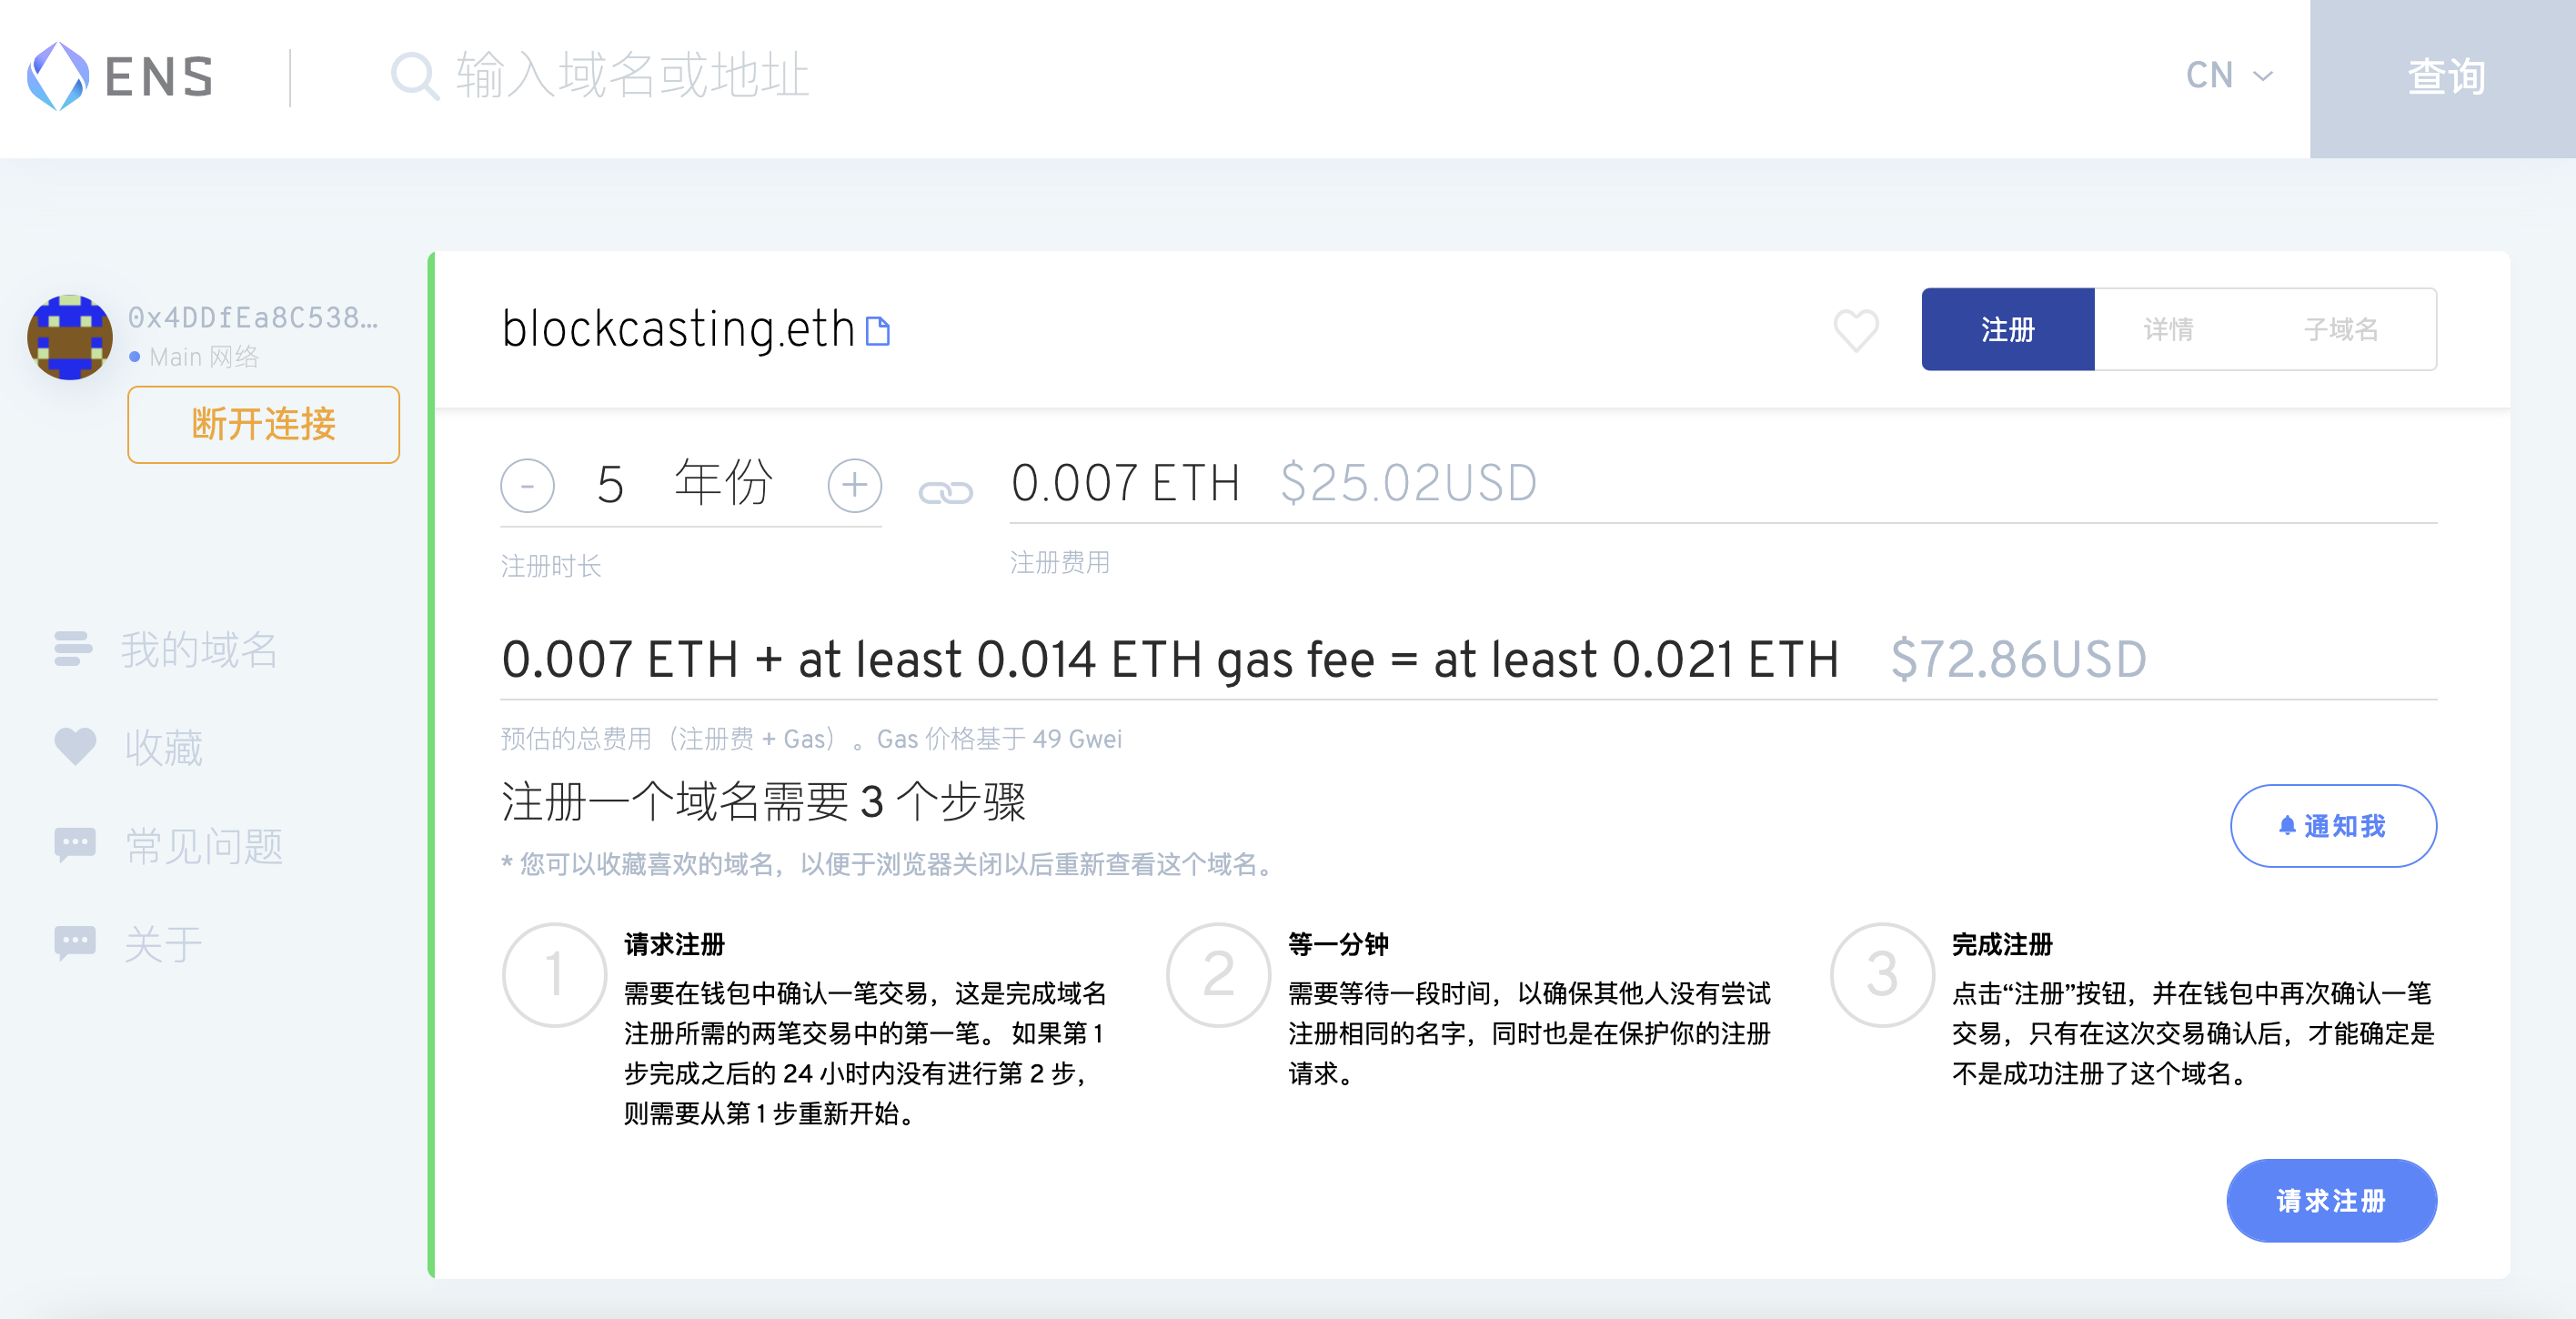 ENS
输入域名或地址
CN
查询
0x4DDfEa8C538...
Main 网络
断开连接
我的域名
收藏
常见问题
关于
blockcasting.eth
注册
详情
子域名
- 5 年份 +
0.007 ETH $25.02USD
注册时长
注册费用
0.007 ETH + at least 0.014 ETH gas fee = at least 0.021 ETH $72.86USD
预估的总费用（注册费 + Gas）。Gas 价格基于 49 Gwei
注册一个域名需要 3 个步骤
* 您可以收藏喜欢的域名，以便于浏览器关闭以后重新查看这个域名。
通知我
1
请求注册
需要在钱包中确认一笔交易，这是完成域名
注册所需的两笔交易中的第一笔。 如果第 1
步完成之后的 24 小时内没有进行第 2 步，
则需要从第 1 步重新开始。
2
等一分钟
需要等待一段时间，以确保其他人没有尝试
注册相同的名字，同时也是在保护你的注册
请求。
3
完成注册
点击“注册”按钮，并在钱包中再次确认一笔
交易，只有在这次交易确认后，才能确定是
不是成功注册了这个域名。
请求注册